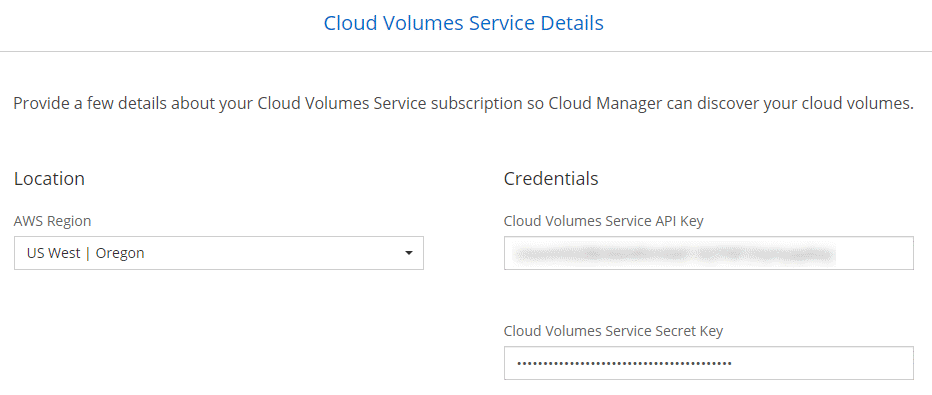 Cloud Volumes Service Details
Provide a few details about your Cloud Volumes Service subscription so Cloud Manager can discover your cloud volumes.
Location
Credentials
AWS Region
Cloud Volumes Service API Key
US West | Oregon
Cloud Volumes Service Secret Key